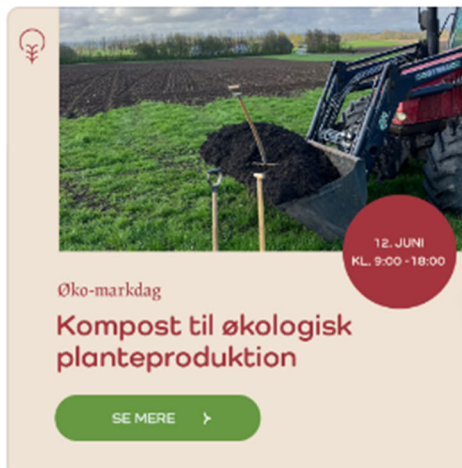 12. JUNI
KL. 9:00 - 18:00
Øko-markdag
Kompost til økologisk
planteproduktion
SE MERE